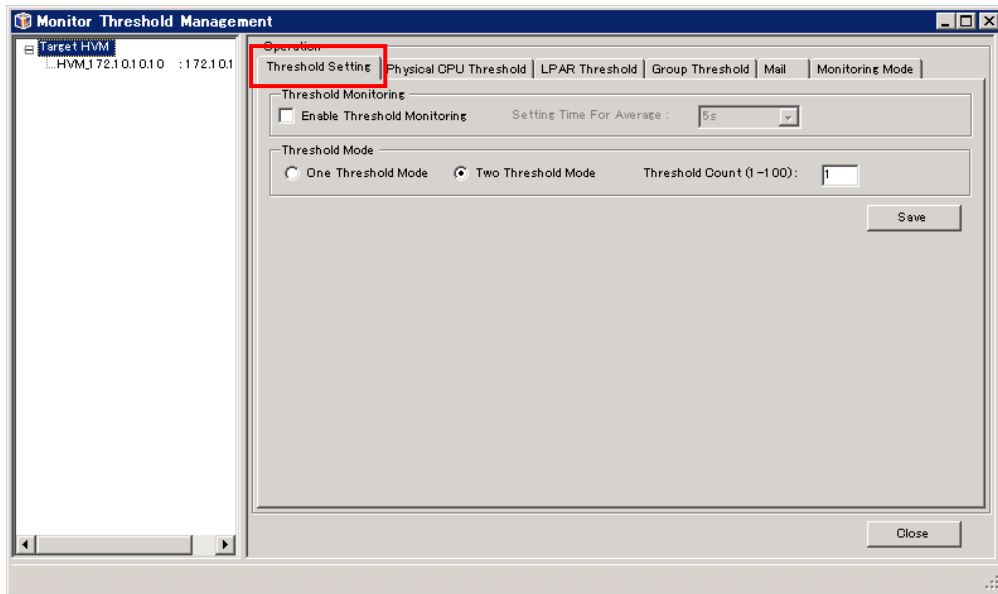 Monitor Threshold Management
Target HVM
HVM_172.10.10.10 :172.10.1
Operation
Threshold Setting Physical CPU Threshold LPAR Threshold Group Threshold Mail Monitoring Mode
Threshold Monitoring
Enable Threshold Monitoring Setting Time For Average : 5s
Threshold Mode
One Threshold Mode Two Threshold Mode Threshold Count (1-100): 1
Save
Close